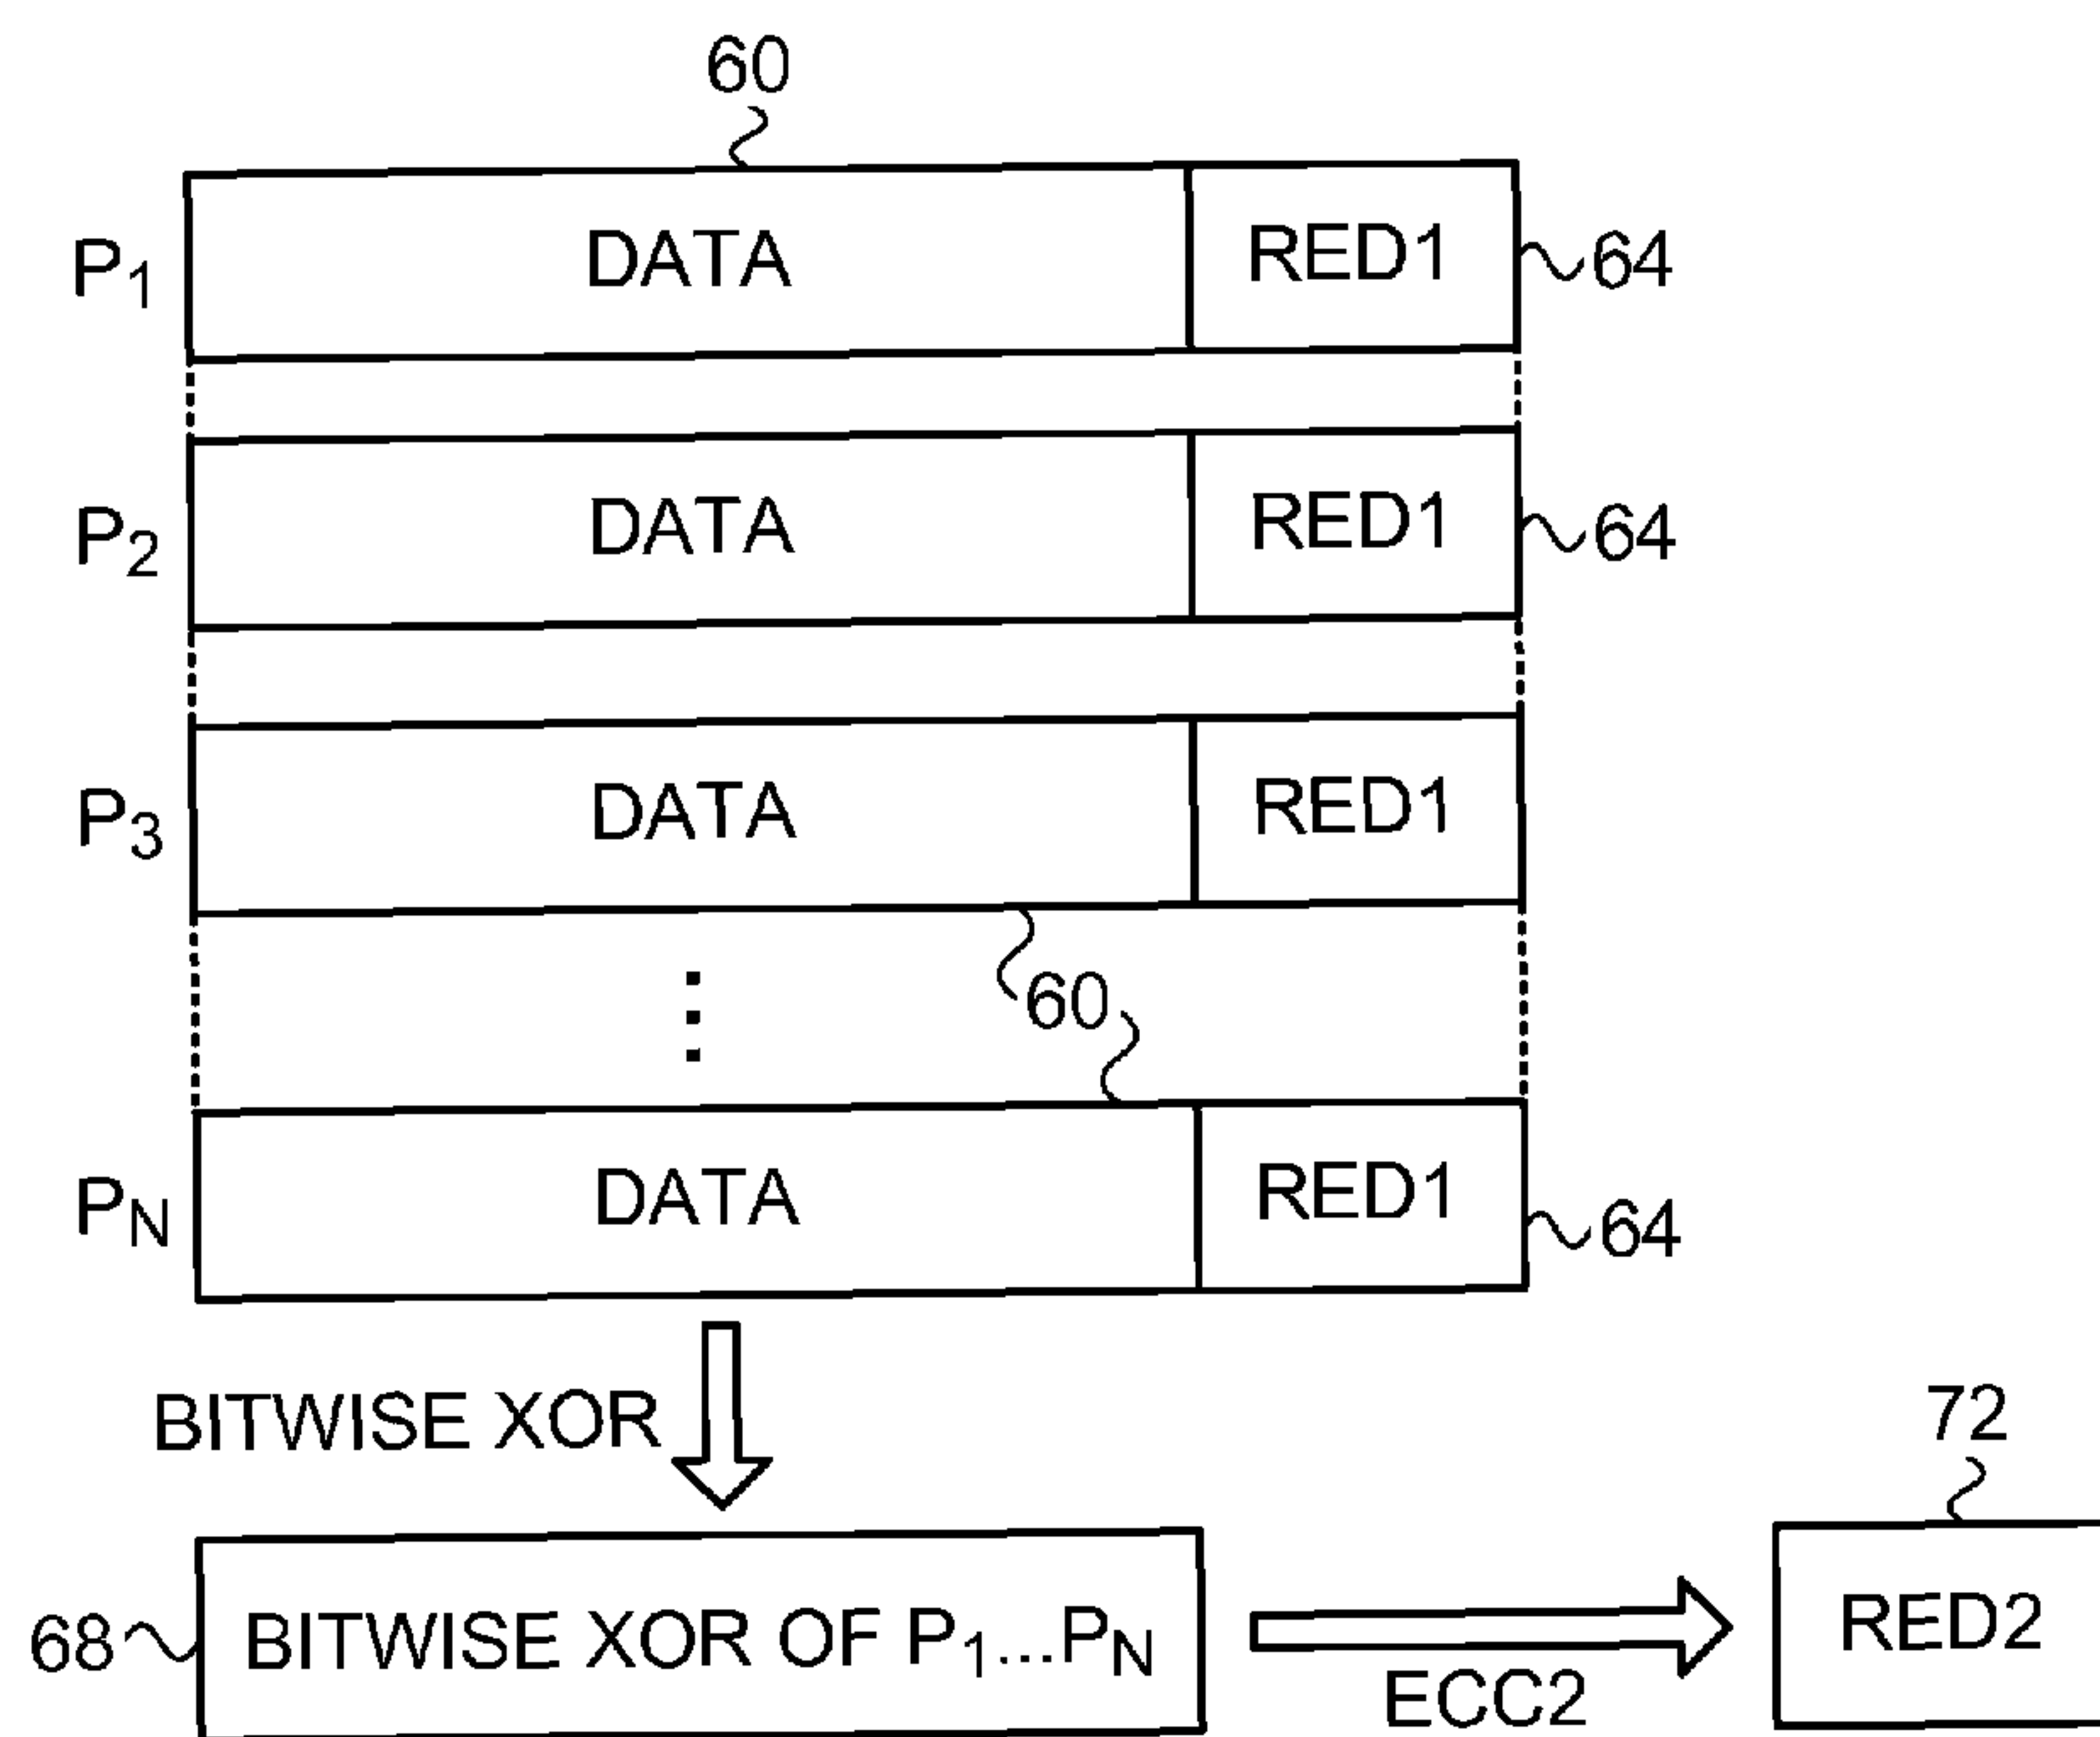 60
P1 DATA RED1 64
P2 DATA RED1 64
P3 DATA RED1
60
PN DATA RED1 64
BITWISE XOR
72
68 BITWISE XOR OF P1...PN RED2
ECC2